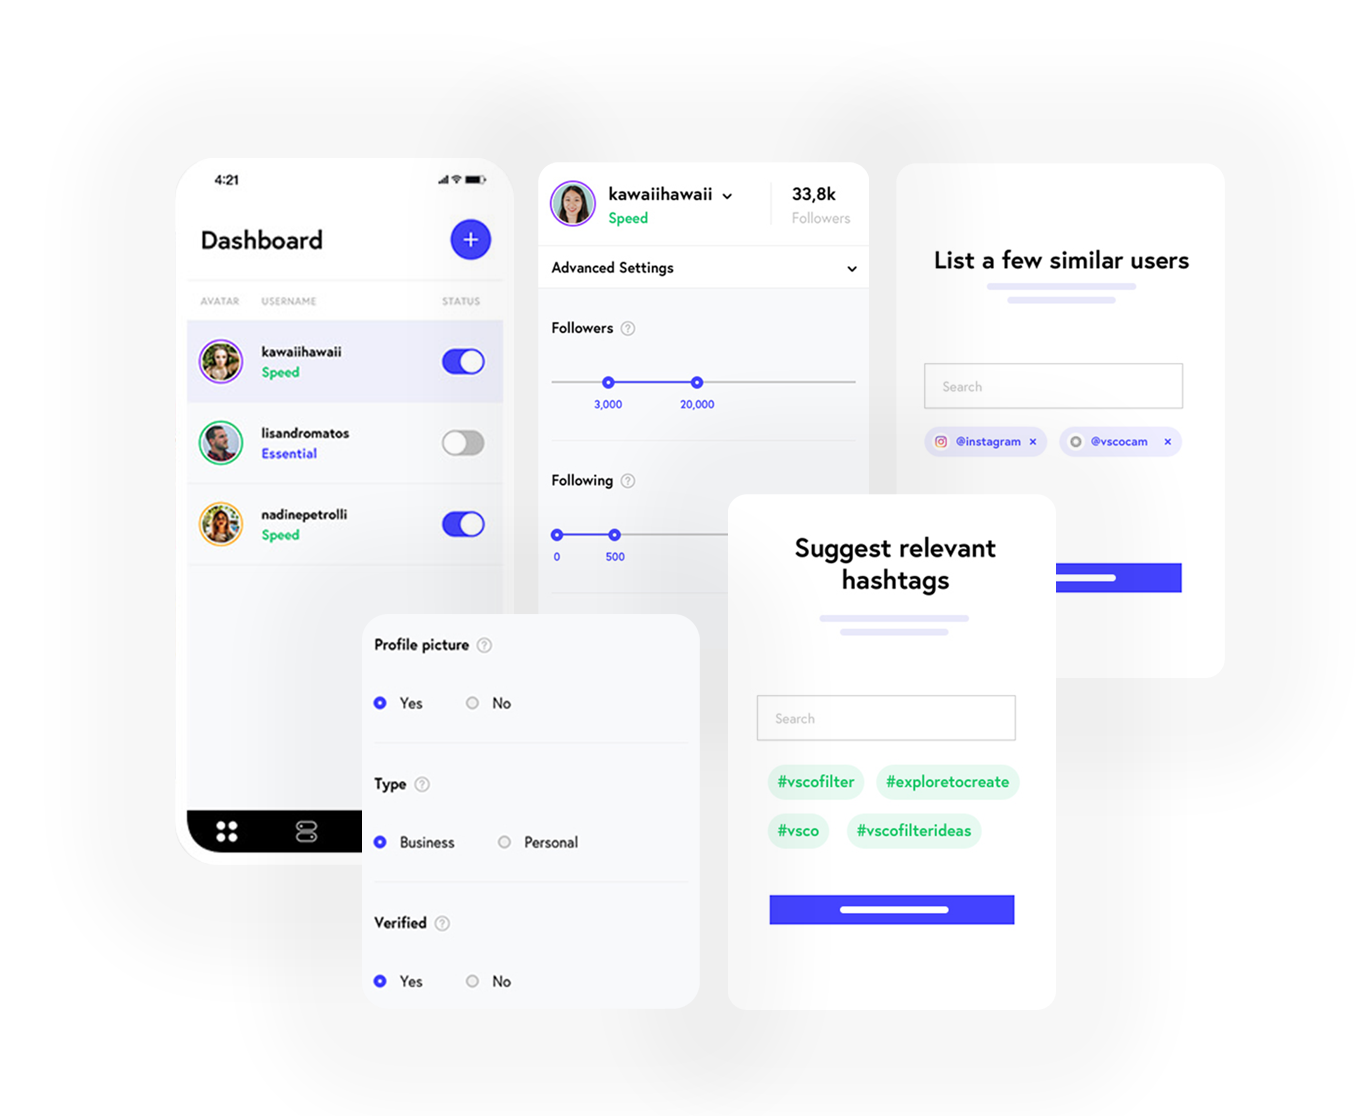 4:21
Dashboard
AVATAR USERNAME STATUS
kawaiihawaii
Speed
lisandromatos
Essential
nadinepetrolli
Speed
kawaiihawaii
Speed
33,8k
Followers
Advanced Settings
Followers ?
3,000 20,000
Following ?
0 500
List a few similar users
Search
@instagram × @vscocam ×
Profile picture ?
Yes No
Type ?
Business Personal
Verified ?
Yes No
Suggest relevant
hashtags
Search
#vscofilter #exploretocreate
#vsco #vscofilterideas